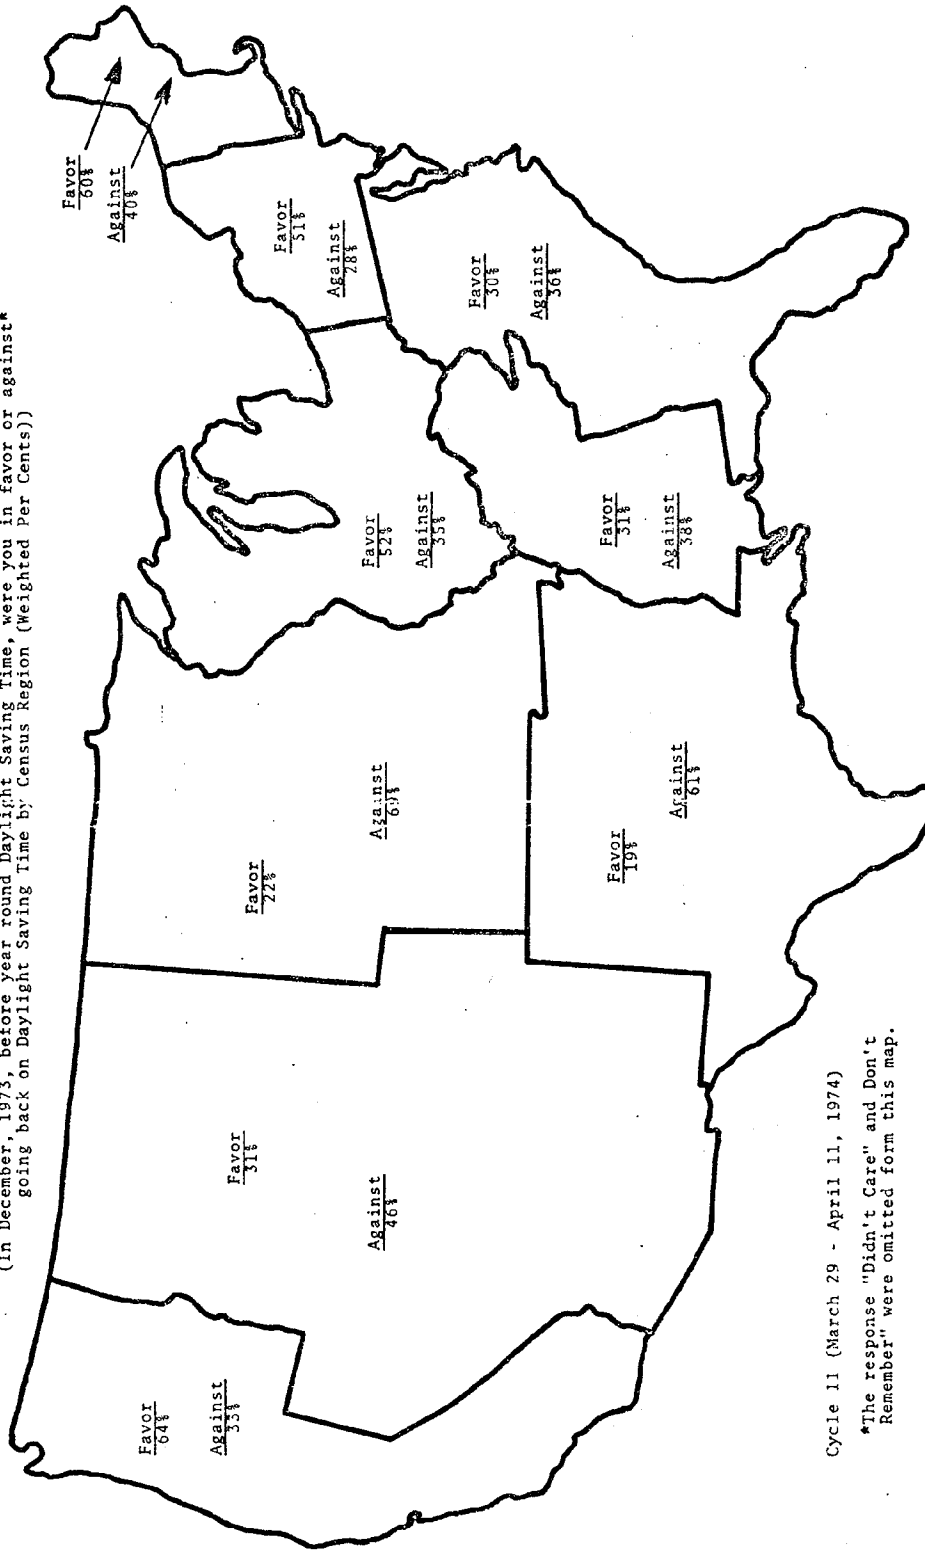 (In December, 1973, before year round Daylight Saving Time, were you in favor or against*
going back on Daylight Saving Time by Census Region (Weighted Per Cents))
Favor
64%
Against
33%
Favor
31%
Against
46%
Favor
22%
Against
69%
Favor
19%
Against
61%
Favor
52%
Against
35%
Favor
31%
Against
38%
Favor
51%
Against
28%
Favor
30%
Against
36%
Favor
60%
Against
40%
Cycle 11 (March 29 - April 11, 1974)
*The response "Didn't Care" and Don't
Remember" were omitted form this map.